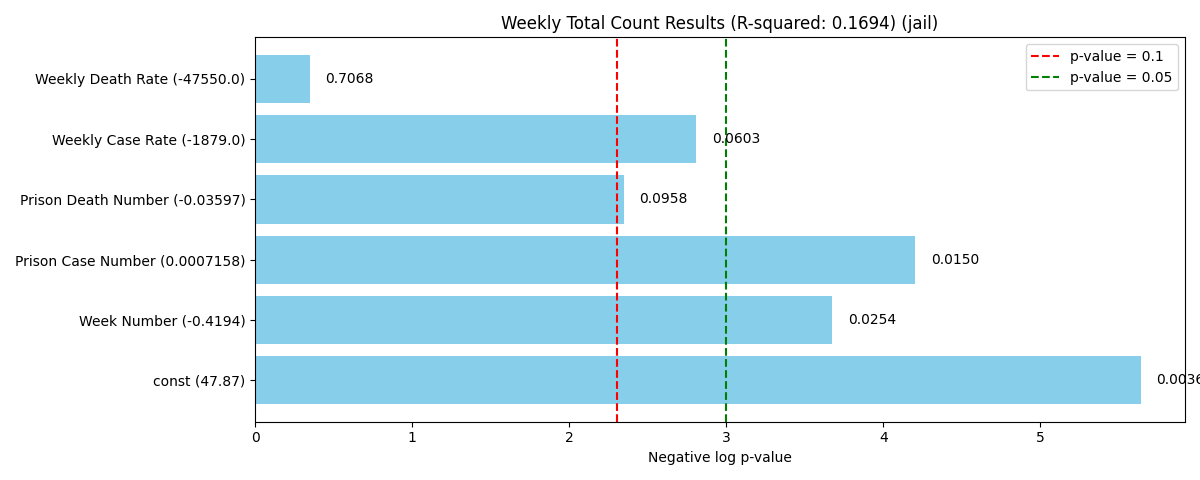 Weekly Total Count Results (R-squared: 0.1694) (jail)
p-value = 0.1
p-value = 0.05
Weekly Death Rate (-47550.0)
0.7068
Weekly Case Rate (-1879.0)
0.0603
Prison Death Number (-0.03597)
0.0958
Prison Case Number (0.0007158)
0.0150
Week Number (-0.4194)
0.0254
const (47.87)
0.0036
0 1 2 3 4 5
Negative log p-value